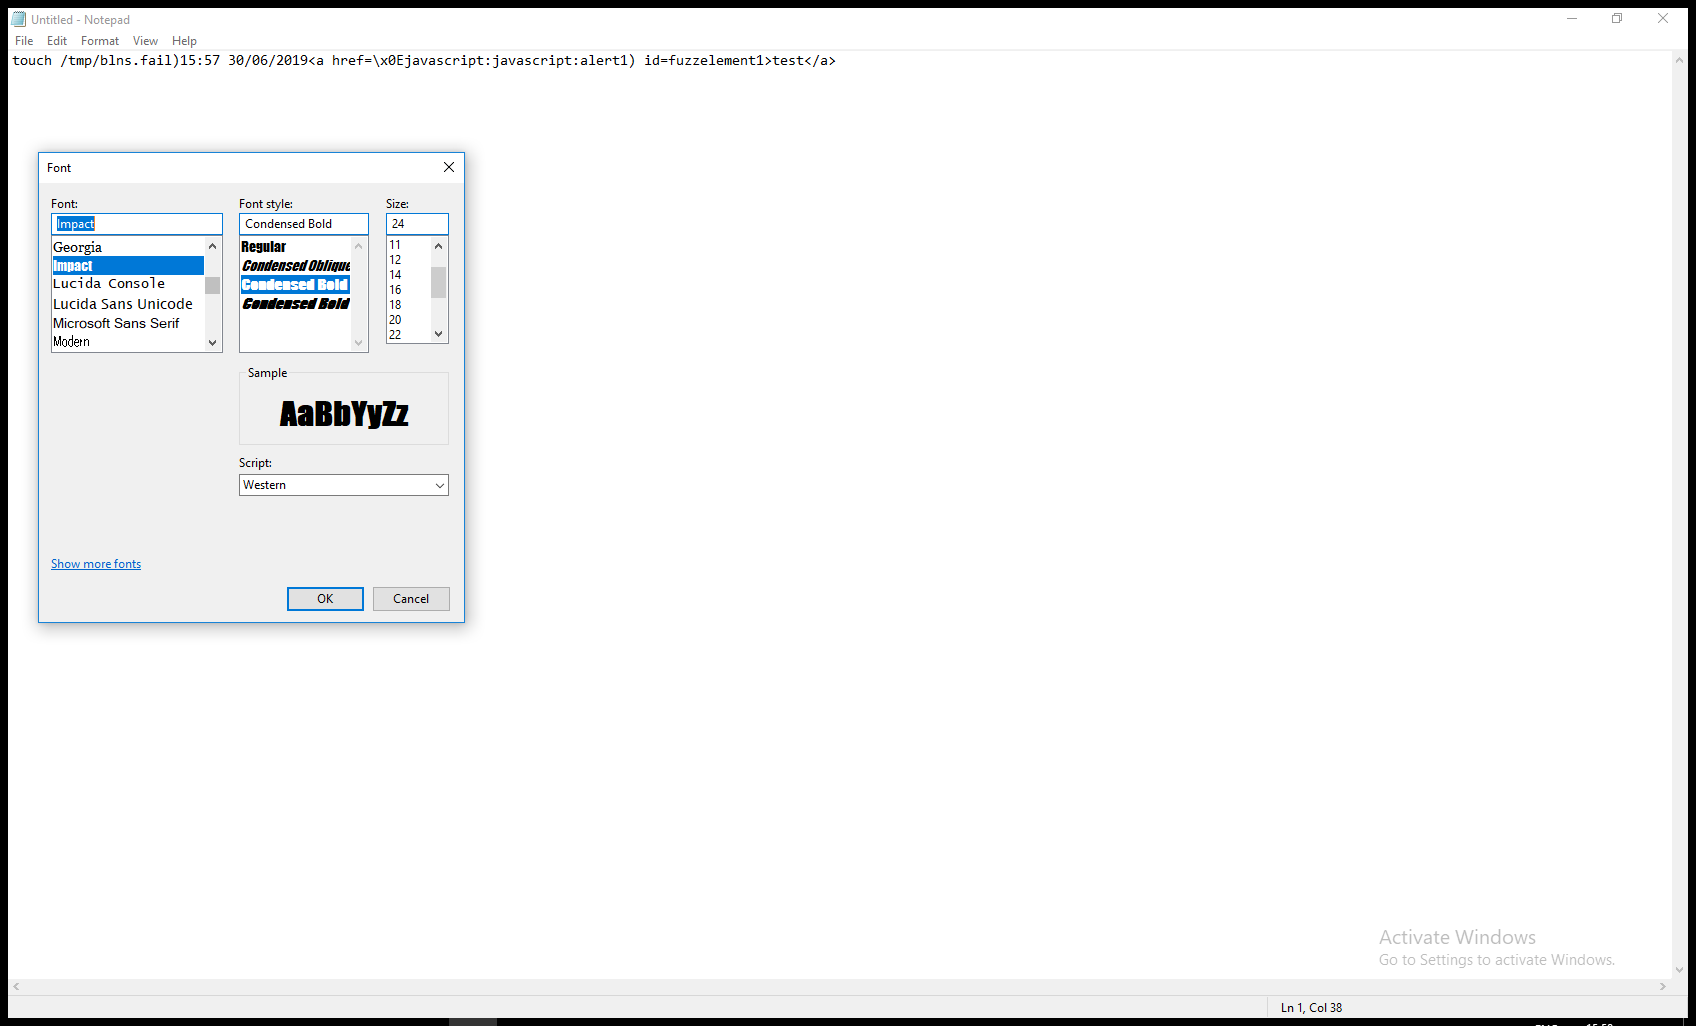 Untitled - Notepad
File Edit Format View Help
touch /tmp/blns.fail)15:57 30/06/2019<a href=\x0Ejavascript:javascript:alert1) id=fuzzelement1>test</a>
Font
Font: Font style: Size:
Impact Condensed Bold 24
Georgia
Impact
Lucida Console
Lucida Sans Unicode
Microsoft Sans Serif
Modern
Regular
Condensed Oblique
Condensed Bold
Condensed Bold
11
12
14
16
18
20
22
Sample
AaBbYyZz
Script:
Western
Show more fonts
OK Cancel
Activate Windows
Go to Settings to activate Windows.
Ln 1, Col 38